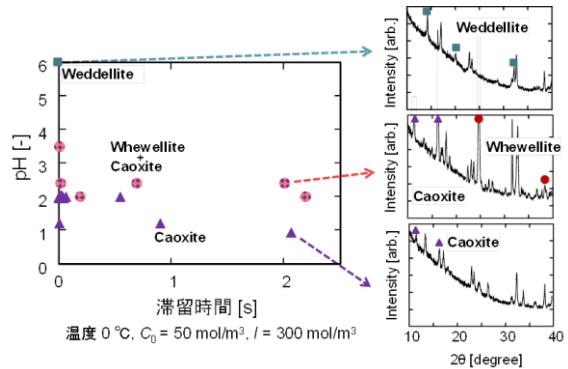 Weddellite
Intensity [arb.]
6
Weddellite
5
4
Whewellite
+
Caoxite
3
pH [-]
2
1
Caoxite
0
0
1
2
滞留時間 [s]
Intensity [arb.]
Whewellite
Caoxite
Intensity [arb.]
Caoxite
10
20
30
40
2θ [degree]
温度 0 ℃, C₀ = 50 mol/m³, I = 300 mol/m³